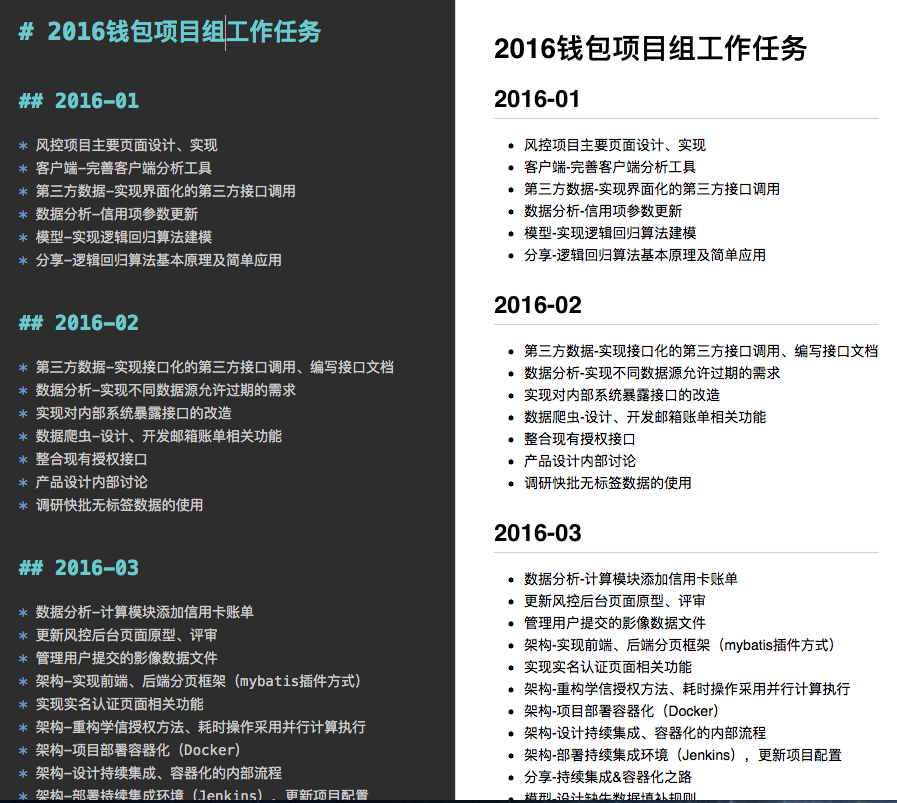 # 2016钱包项目组工作任务
## 2016-01
* 风控项目主要页面设计、实现
* 客户端-完善客户端分析工具
* 第三方数据-实现界面化的第三方接口调用
* 数据分析-信用项参数更新
* 模型-实现逻辑回归算法建模
* 分享-逻辑回归算法基本原理及简单应用
## 2016-02
* 第三方数据-实现接口化的第三方接口调用、编写接口文档
* 数据分析-实现不同数据源允许过期的需求
* 实现对内部系统暴露接口的改造
* 数据爬虫-设计、开发邮箱账单相关功能
* 整合现有授权接口
* 产品设计内部讨论
* 调研快批无标签数据的使用
## 2016-03
* 数据分析-计算模块添加信用卡账单
* 更新风控后台页面原型、评审
* 管理用户提交的影像数据文件
* 架构-实现前端、后端分页框架（mybatis插件方式）
* 实现实名认证页面相关功能
* 架构-重构学信授权方法、耗时操作采用并行计算执行
* 架构-项目部署容器化（Docker）
* 架构-设计持续集成、容器化的内部流程
* 架构-部署持续集成环境（Jenkins），更新项目配置
2016钱包项目组工作任务
2016-01
• 风控项目主要页面设计、实现
• 客户端-完善客户端分析工具
• 第三方数据-实现界面化的第三方接口调用
• 数据分析-信用项参数更新
• 模型-实现逻辑回归算法建模
• 分享-逻辑回归算法基本原理及简单应用
2016-02
• 第三方数据-实现接口化的第三方接口调用、编写接口文档
• 数据分析-实现不同数据源允许过期的需求
• 实现对内部系统暴露接口的改造
• 数据爬虫-设计、开发邮箱账单相关功能
• 整合现有授权接口
• 产品设计内部讨论
• 调研快批无标签数据的使用
2016-03
• 数据分析-计算模块添加信用卡账单
• 更新风控后台页面原型、评审
• 管理用户提交的影像数据文件
• 架构-实现前端、后端分页框架（mybatis插件方式）
• 实现实名认证页面相关功能
• 架构-重构学信授权方法、耗时操作采用并行计算执行
• 架构-项目部署容器化（Docker）
• 架构-设计持续集成、容器化的内部流程
• 架构-部署持续集成环境（Jenkins），更新项目配置
• 分享-持续集成&容器化之路
• 模型-设计缺失数据填补规则